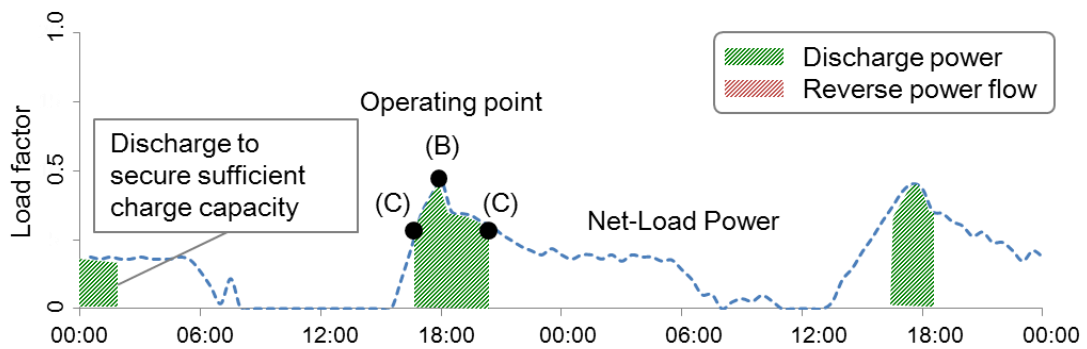 1.0
Discharge power
Reverse power flow
Operating point
Load factor
Discharge to
secure sufficient
charge capacity
(B)
0.5
(C)
(C)
Net-Load Power
0
00:00 06:00 12:00 18:00 00:00 06:00 12:00 18:00 00:00